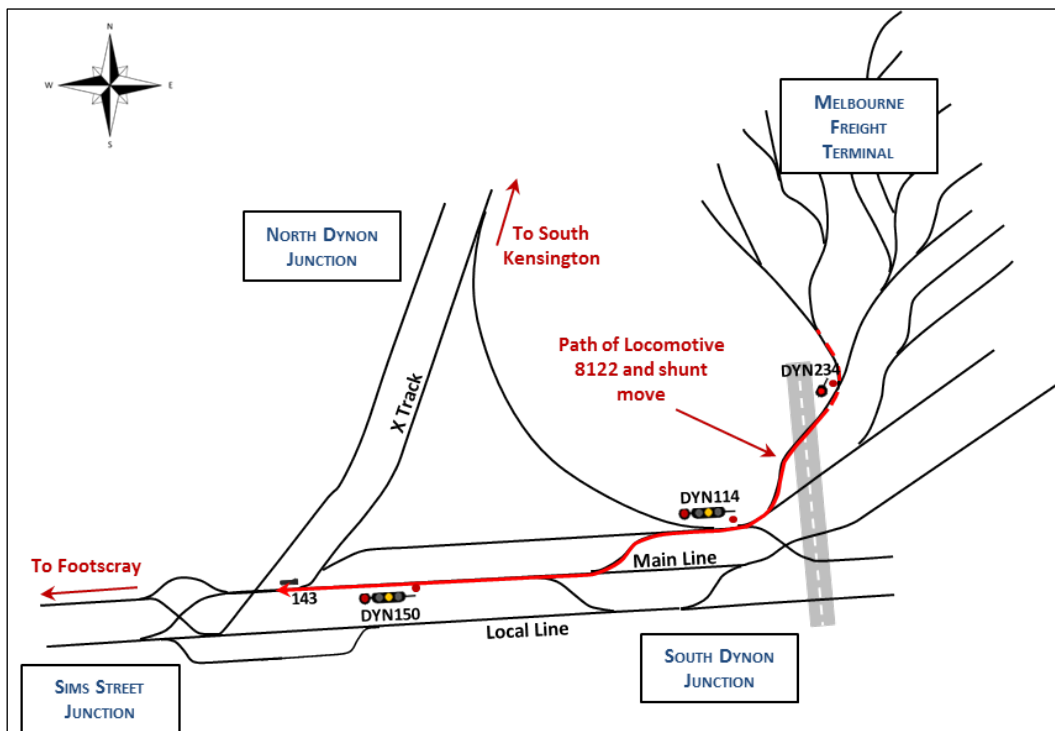 N
W E
S
MELBOURNE
FREIGHT
TERMINAL
NORTH DYNON
JUNCTION
To South
Kensington
Path of Locomotive
8122 and shunt
move
DYN234
X Track
DYN114
To Footscray
Main Line
143
DYN150
Local Line
SIMS STREET
JUNCTION
SOUTH DYNON
JUNCTION